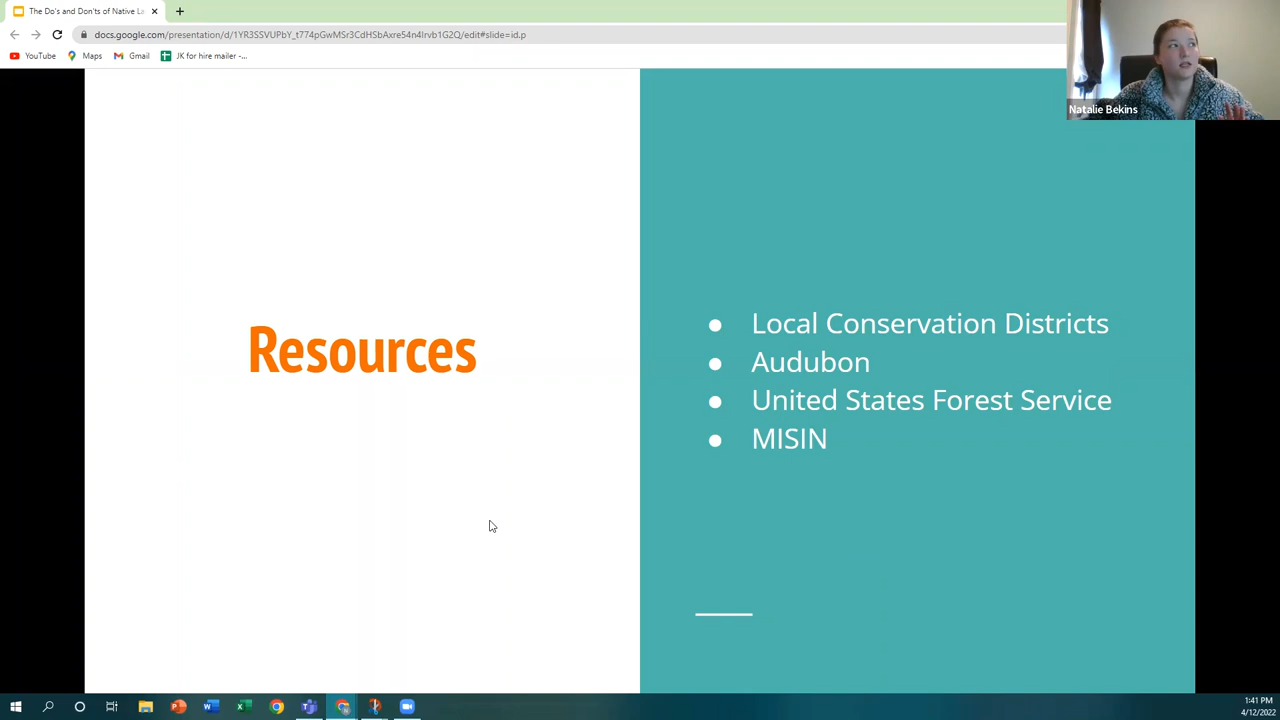 The Do's and Don'ts of Native La
docs.google.com/presentation/d/1YR3SSVUPbY_t774pGwMSr3CdHSbAxre54n4lrvb1G2Q/edit#slide=id.p
YouTube
Maps
Gmail
JK for hire mailer -...
Natalie Bekins
Resources
● Local Conservation Districts
● Audubon
● United States Forest Service
● MISIN
1:41 PM
4/12/2022